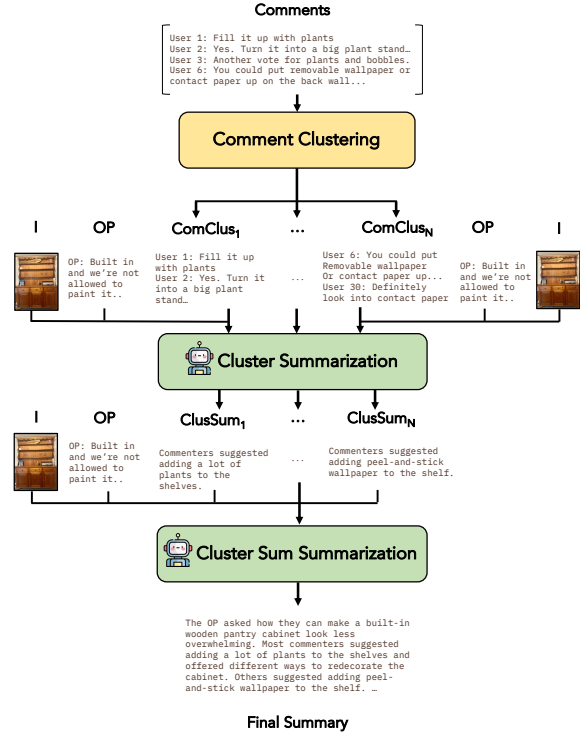 Comments
User 1: Fill it up with plants
User 2: Yes. Turn it into a big plant stand…
User 3: Another vote for plants and bobbles.
User 6: You could put removable wallpaper or
contact paper up on the back wall...
Comment Clustering
I
OP
ComClus1
...
ComClusN
OP
I
OP: Built in
and we're not
allowed to
paint it..
User 1: Fill it up
with plants
User 2: Yes. Turn it
into a big plant
stand…
...
User 6: You could put
Removable wallpaper
Or contact paper up...
User 30: Definitely
look into contact paper
OP: Built in
and we're not
allowed to
paint it..
Cluster Summarization
I
OP
ClusSum1
...
ClusSumN
OP: Built in
and we're not
allowed to
paint it..
Commenters suggested
adding a lot of
plants to the
shelves.
...
Commenters suggested
adding peel-and-stick
wallpaper to the shelf.
Cluster Sum Summarization
The OP asked how they can make a built-in
wooden pantry cabinet look less
overwhelming. Most commenters suggested
adding a lot of plants to the shelves and
offered different ways to redecorate the
cabinet. Others suggested adding peel-
and-stick wallpaper to the shelf. …
Final Summary